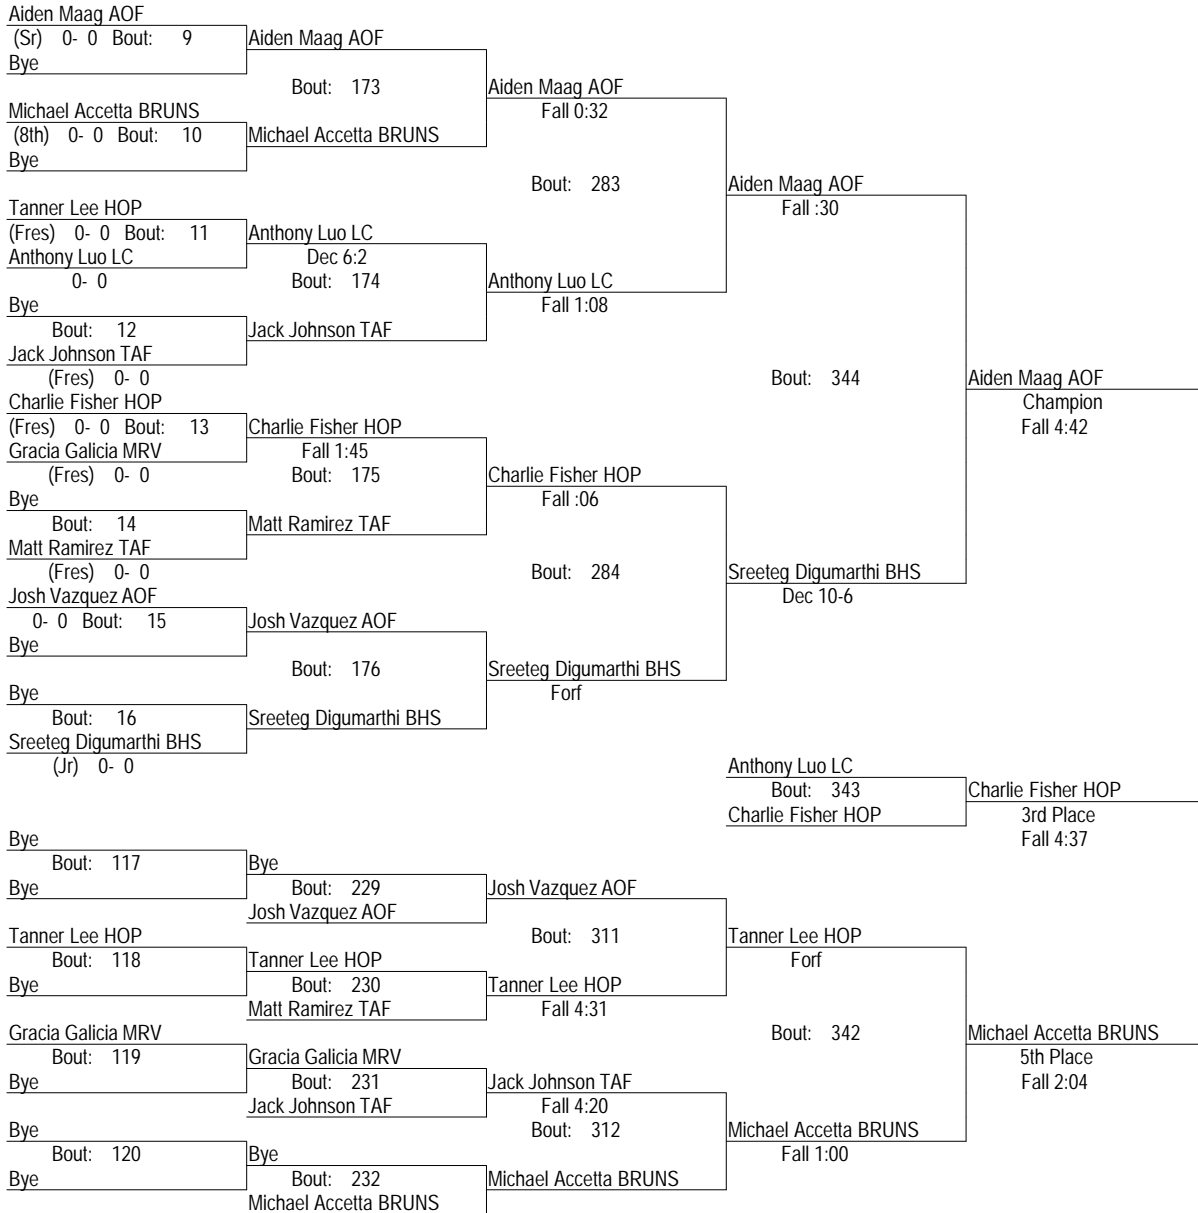 Aiden Maag AOF
(Sr) 0- 0 Bout: 9 Aiden Maag AOF
Bye
Bout: 173 Aiden Maag AOF
Michael Accetta BRUNS Fall 0:32
(8th) 0- 0 Bout: 10 Michael Accetta BRUNS
Bye
Bout: 283 Aiden Maag AOF
Tanner Lee HOP Fall :30
(Fres) 0- 0 Bout: 11 Anthony Luo LC
Anthony Luo LC Dec 6:2
0- 0 Bout: 174 Anthony Luo LC
Bye Fall 1:08
Bout: 12 Jack Johnson TAF
Jack Johnson TAF
(Fres) 0- 0 Bout: 344 Aiden Maag AOF
Charlie Fisher HOP Champion
(Fres) 0- 0 Bout: 13 Charlie Fisher HOP Fall 4:42
Gracia Galicia MRV Fall 1:45
(Fres) 0- 0 Bout: 175 Charlie Fisher HOP
Bye Fall :06
Bout: 14 Matt Ramirez TAF
Matt Ramirez TAF
(Fres) 0- 0 Bout: 284 Sreeteg Digumarthi BHS
Josh Vazquez AOF Dec 10-6
0- 0 Bout: 15 Josh Vazquez AOF
Bye
Bout: 176 Sreeteg Digumarthi BHS
Bye Forf
Bout: 16 Sreeteg Digumarthi BHS
Sreeteg Digumarthi BHS
(Jr) 0- 0 Anthony Luo LC
Bout: 343 Charlie Fisher HOP
Charlie Fisher HOP 3rd Place
Bye Fall 4:37
Bout: 117 Bye
Bye Bout: 229 Josh Vazquez AOF
Josh Vazquez AOF
Tanner Lee HOP Bout: 311 Tanner Lee HOP
Bout: 118 Tanner Lee HOP Forf
Bye Bout: 230 Tanner Lee HOP
Matt Ramirez TAF Fall 4:31
Gracia Galicia MRV Bout: 342 Michael Accetta BRUNS
Bout: 119 Gracia Galicia MRV 5th Place
Bye Bout: 231 Jack Johnson TAF Fall 2:04
Jack Johnson TAF Fall 4:20
Bye Bout: 312 Michael Accetta BRUNS
Bout: 120 Bye Fall 1:00
Bye Bout: 232 Michael Accetta BRUNS
Michael Accetta BRUNS